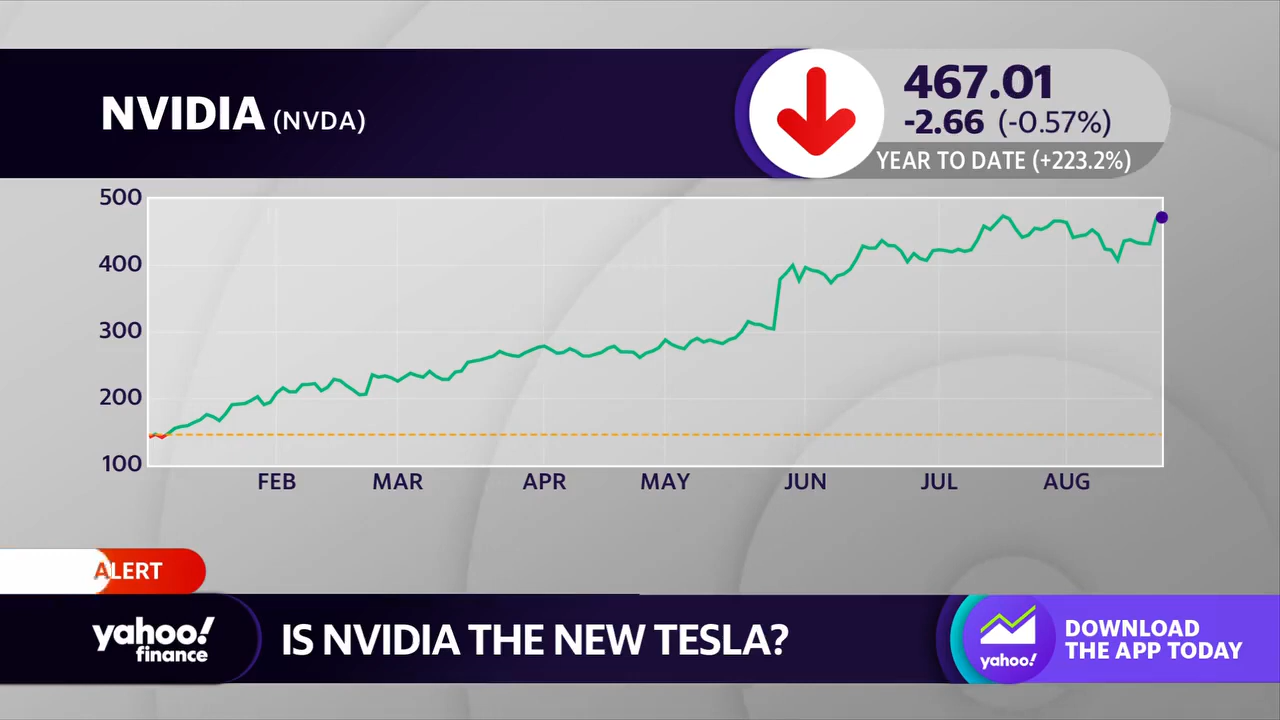 NVIDIA (NVDA)
467.01
-2.66 (-0.57%)
YEAR TO DATE (+223.2%)
500
400
300
200
100
FEB MAR APR MAY JUN JUL AUG
ALERT
yahoo!
finance
IS NVIDIA THE NEW TESLA?
yahoo!
DOWNLOAD
THE APP TODAY